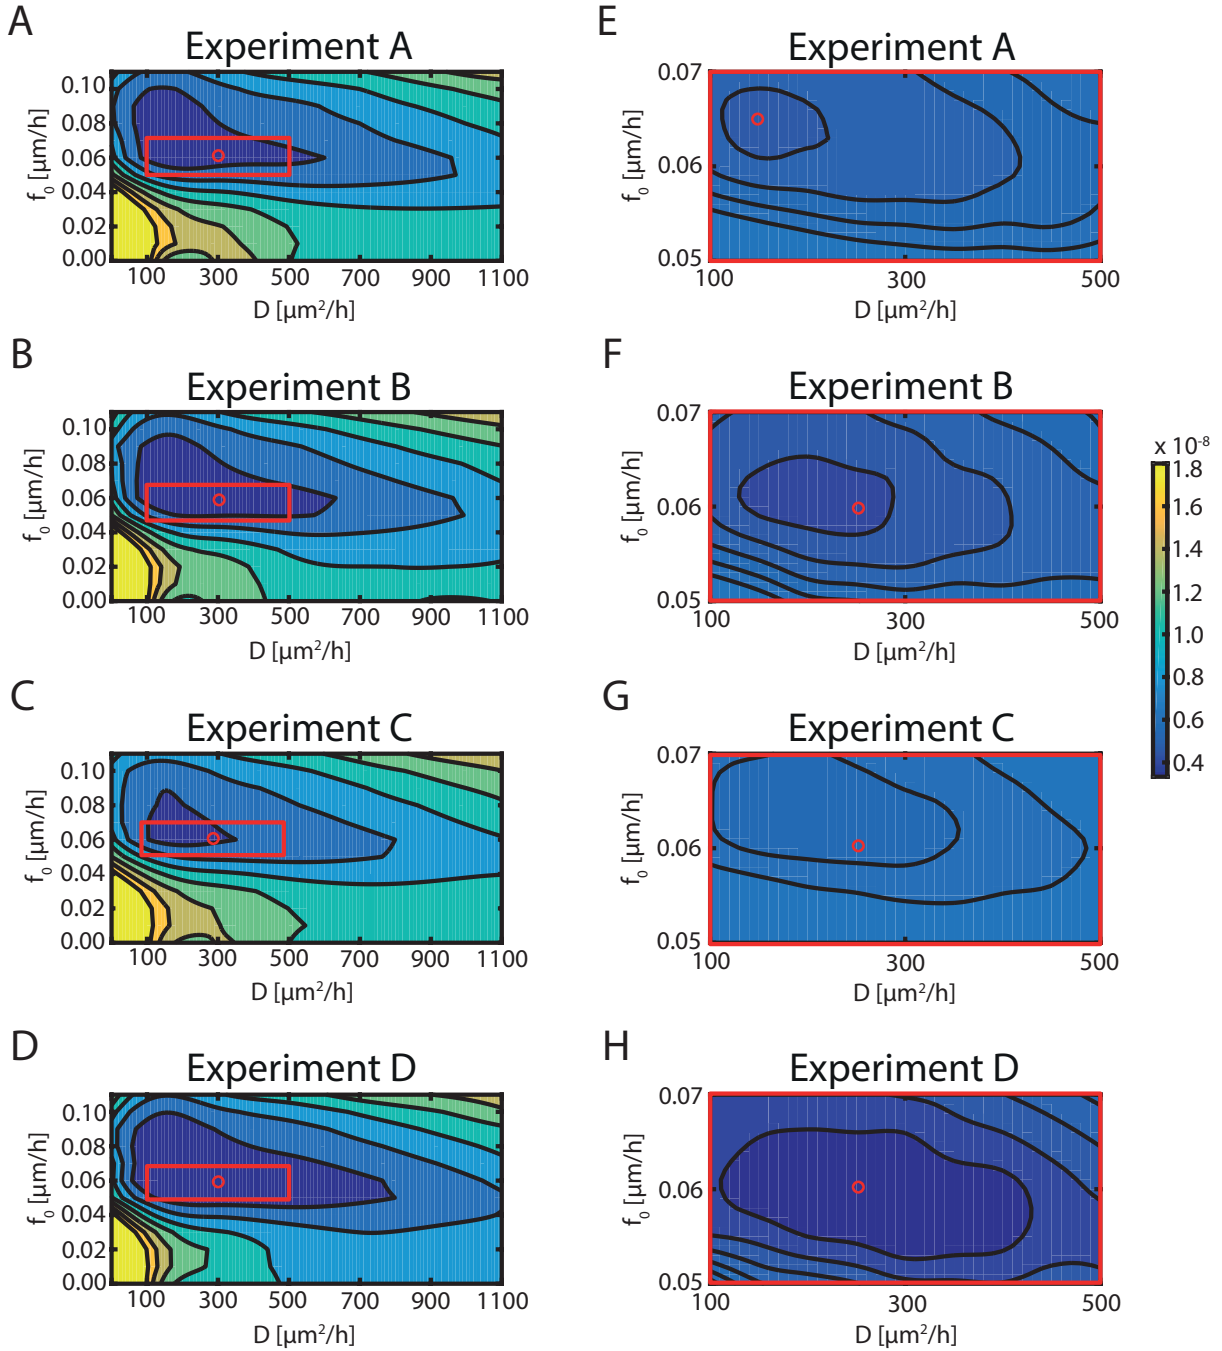 A
Experiment A
0.10
0.08
0.06
0.04
0.02
0.00
f₀ [µm/h]
100 300 500 700 900 1100
D [µm²/h]
E
Experiment A
0.07
0.06
0.05
f₀ [µm/h]
100 300 500
D [µm²/h]
B
Experiment B
0.10
0.08
0.06
0.04
0.02
0.00
f₀ [µm/h]
100 300 500 700 900 1100
D [µm²/h]
F
Experiment B
0.07
0.06
0.05
f₀ [µm/h]
100 300 500
D [µm²/h]
x 10⁻⁸
1.8
1.6
1.4
1.2
1.0
0.8
0.6
0.4
C
Experiment C
0.10
0.08
0.06
0.04
0.02
0.00
f₀ [µm/h]
100 300 500 700 900 1100
D [µm²/h]
G
Experiment C
0.07
0.06
0.05
f₀ [µm/h]
100 300 500
D [µm²/h]
D
Experiment D
0.10
0.08
0.06
0.04
0.02
0.00
f₀ [µm/h]
100 300 500 700 900 1100
D [µm²/h]
H
Experiment D
0.07
0.06
0.05
f₀ [µm/h]
100 300 500
D [µm²/h]